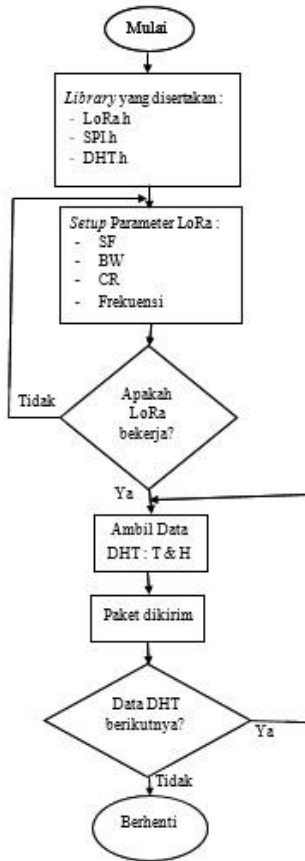 Mulai
Library yang disertakan :
- LoRa.h
- SPI.h
- DHT.h
Setup Parameter LoRa :
- SF
- BW
- CR
- Frekuensi
Apakah
LoRa
bekerja?
Tidak
Ya
Ambil Data
DHT : T & H
Paket dikirim
Data DHT
berikutnya?
Ya
Tidak
Berhenti